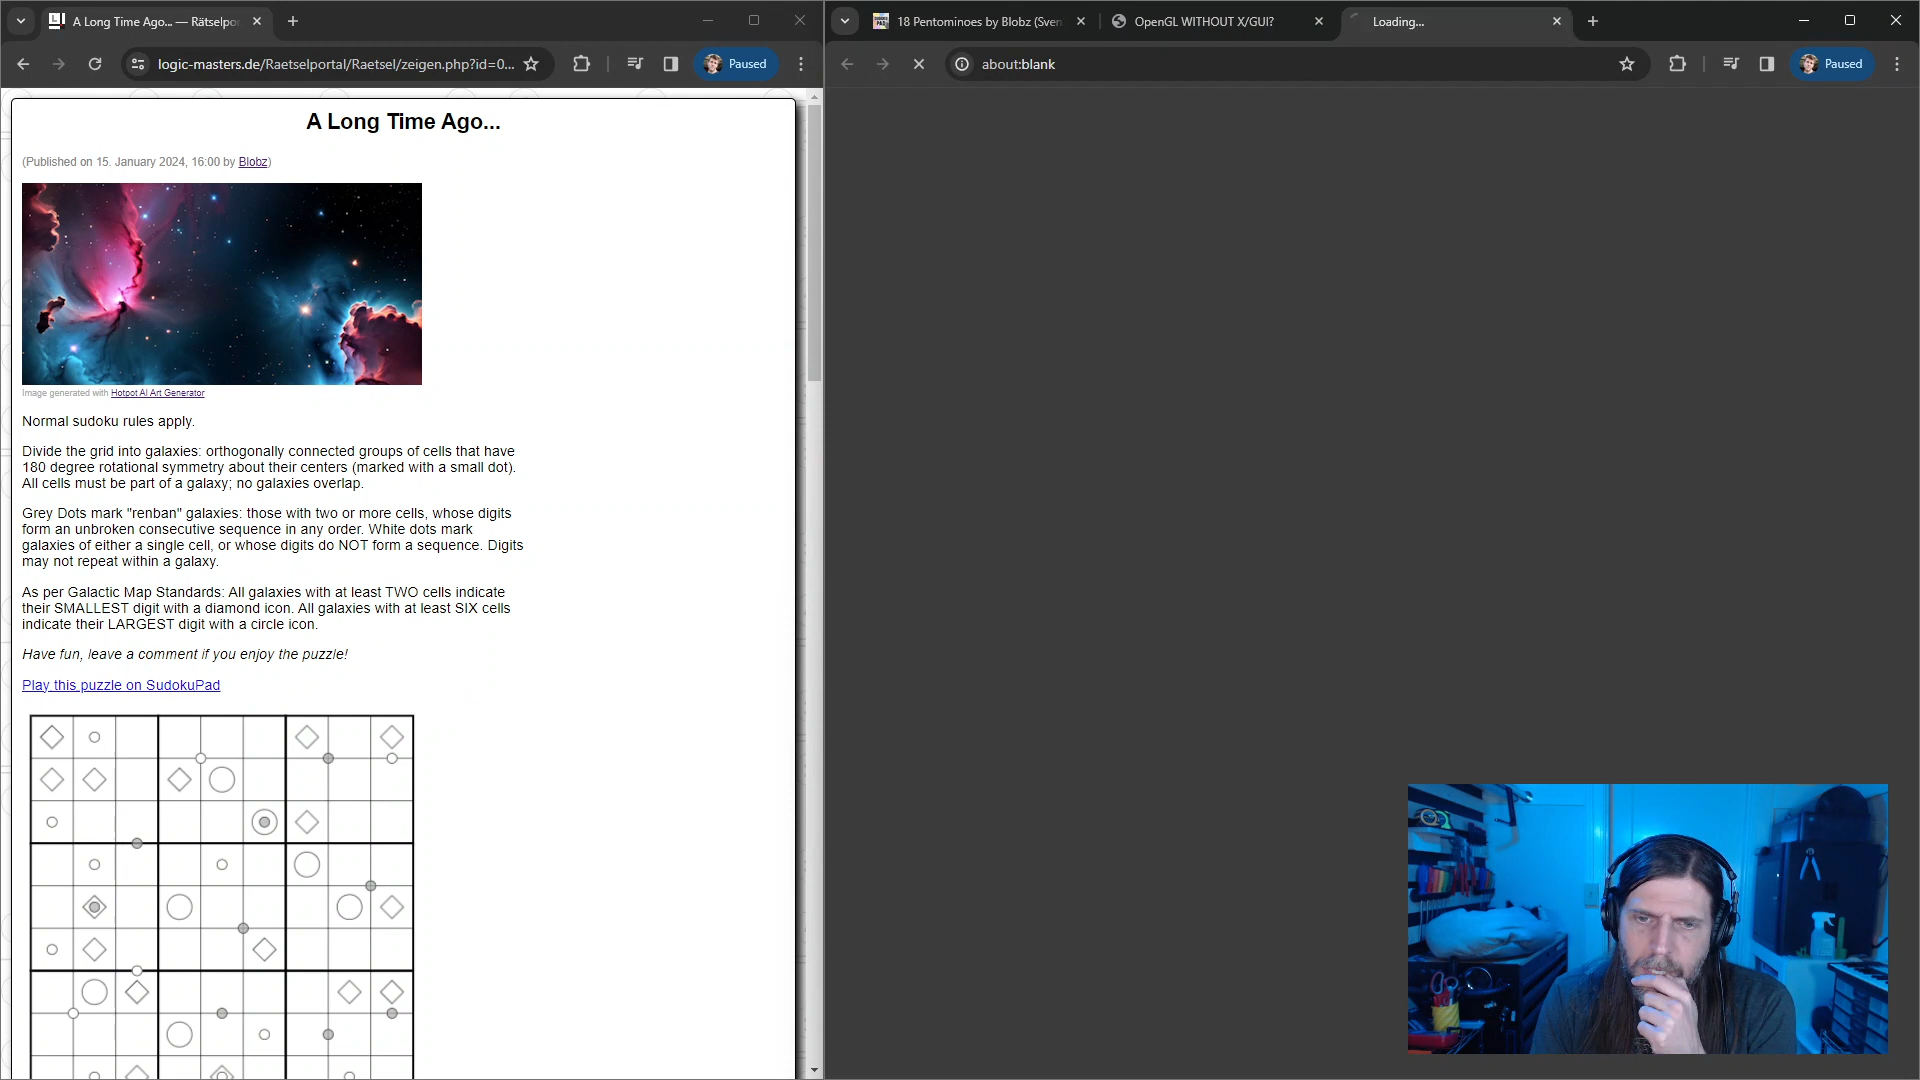 A Long Time Ago... — Rätselpor
18 Pentominoes by Blobz (Sven
OpenGL WITHOUT X/GUI?
Loading...
logic-masters.de/Raetselportal/Raetsel/zeigen.php?id=0...
Paused
about:blank
Paused
A Long Time Ago...
(Published on 15. January 2024, 16:00 by Blobz)
Image generated with Hotpot AI Art Generator
Normal sudoku rules apply.
Divide the grid into galaxies: orthogonally connected groups of cells that have
180 degree rotational symmetry about their centers (marked with a small dot).
All cells must be part of a galaxy; no galaxies overlap.
Grey Dots mark "renban" galaxies: those with two or more cells, whose digits
form an unbroken consecutive sequence in any order. White dots mark
galaxies of either a single cell, or whose digits do NOT form a sequence. Digits
may not repeat within a galaxy.
As per Galactic Map Standards: All galaxies with at least TWO cells indicate
their SMALLEST digit with a diamond icon. All galaxies with at least SIX cells
indicate their LARGEST digit with a circle icon.
Have fun, leave a comment if you enjoy the puzzle!
Play this puzzle on SudokuPad